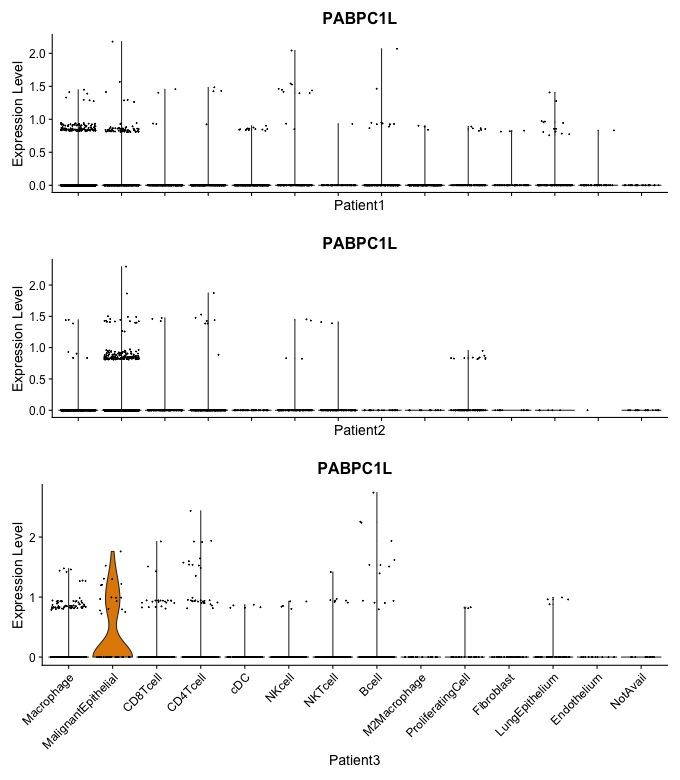 PABPC1L
Expression Level
2.0
1.5
1.0
0.5
0.0
Patient1
PABPC1L
Expression Level
2.0
1.5
1.0
0.5
0.0
Patient2
PABPC1L
Expression Level
2
1
0
Macrophage
MalignantEpithelial
CD8Tcell
CD4Tcell
cDC
NKcell
NKTcell
Bcell
M2Macrophage
ProliferatingCell
Fibroblast
LungEpithelium
Endothelium
NotAvail
Patient3